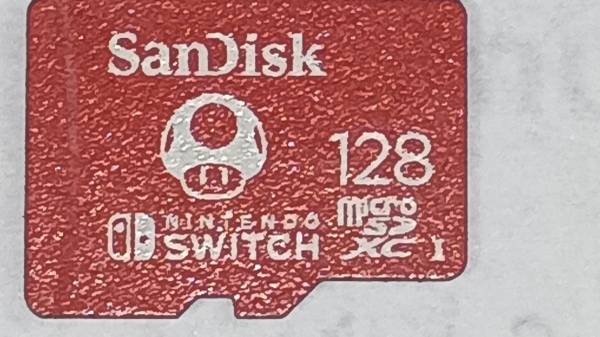 SanDisk
128
NINTENDO
SWITCH
micro
SD
XC I